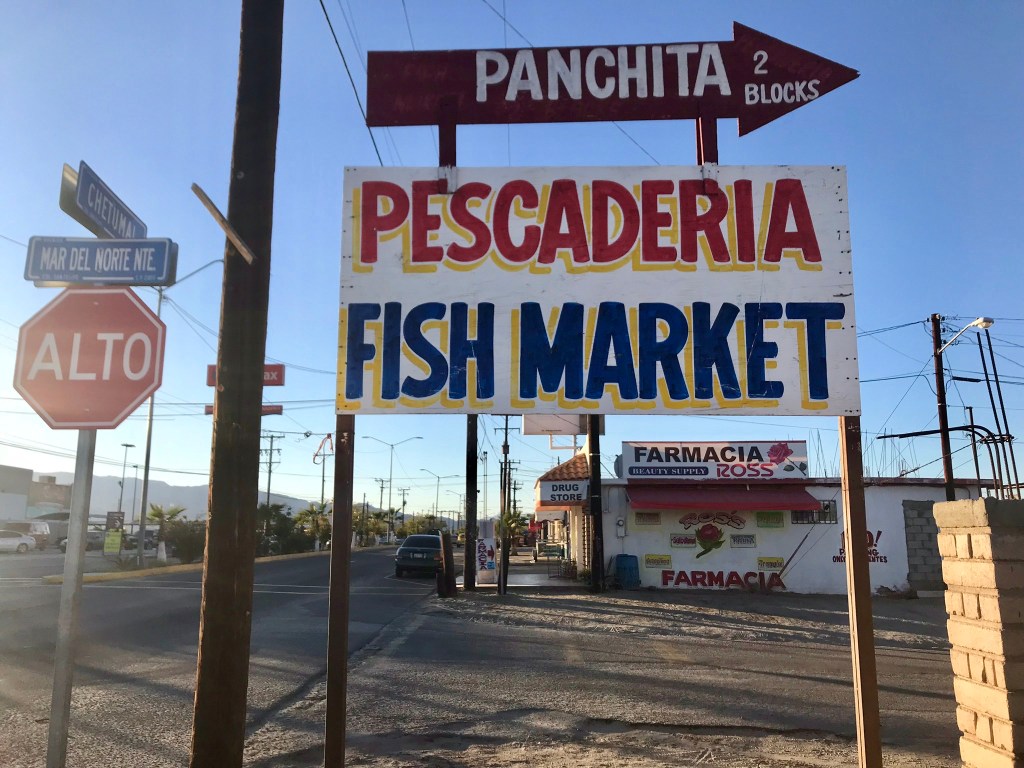 PANCHITA
2
BLOCKS
PESCADERIA
FISH MARKET
CHETUMAL
MAR DEL NORTE NTE.
ALTO
FARMACIA
BEAUTY SUPPLY ROSS
DRUG
STORE
FARMACIA